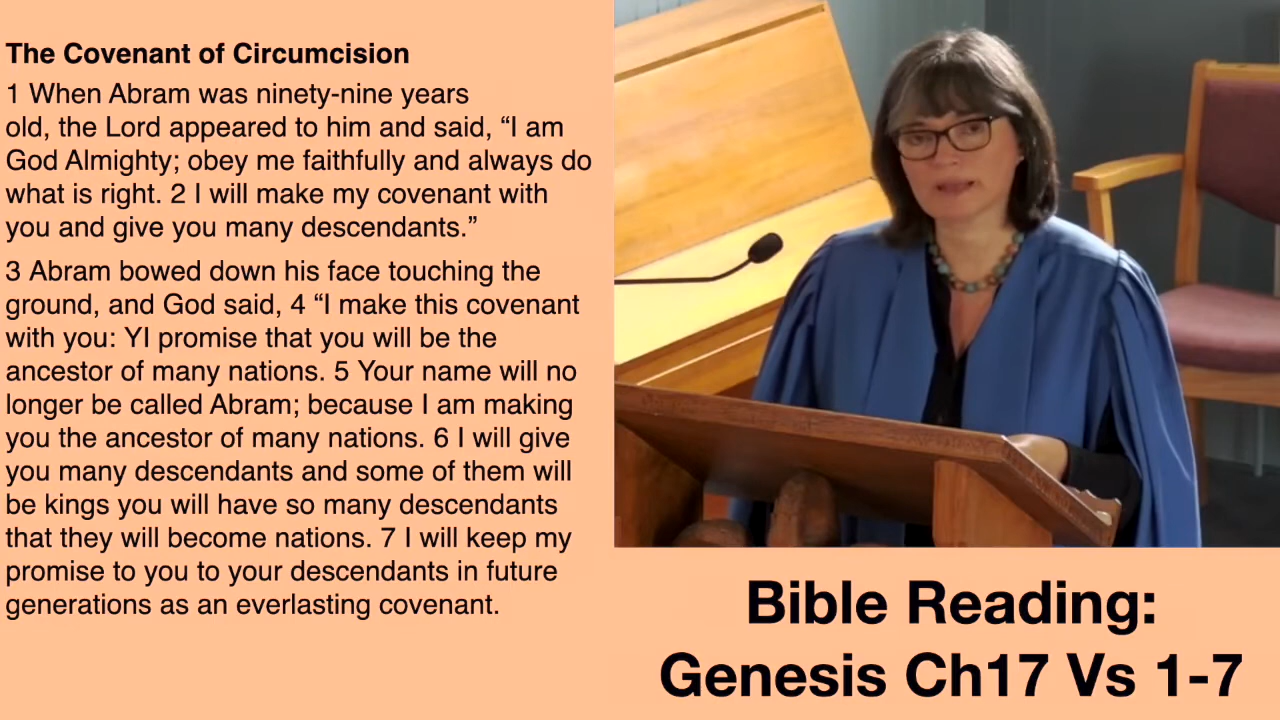 The Covenant of Circumcision
1 When Abram was ninety-nine years
old, the Lord appeared to him and said, “I am
God Almighty; obey me faithfully and always do
what is right. 2 I will make my covenant with
you and give you many descendants.”
3 Abram bowed down his face touching the
ground, and God said, 4 “I make this covenant
with you: YI promise that you will be the
ancestor of many nations. 5 Your name will no
longer be called Abram; because I am making
you the ancestor of many nations. 6 I will give
you many descendants and some of them will
be kings you will have so many descendants
that they will become nations. 7 I will keep my
promise to you to your descendants in future
generations as an everlasting covenant.
Bible Reading:
Genesis Ch17 Vs 1-7